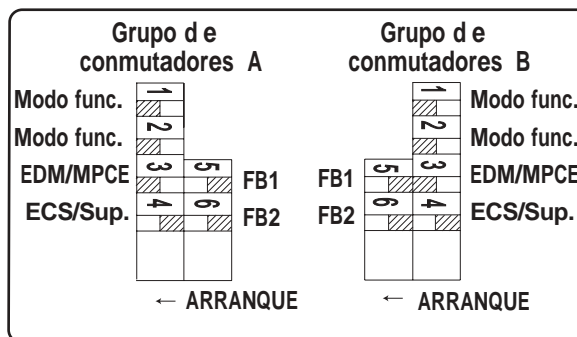 Grupo de conmutadores A
Modo func.
1
Modo func.
2
EDM/MPCE
3
5
FB1
ECS/Sup.
4
6
FB2
← ARRANQUE
Grupo de conmutadores B
1
Modo func.
2
Modo func.
FB1
5
3
EDM/MPCE
FB2
6
4
ECS/Sup.
← ARRANQUE